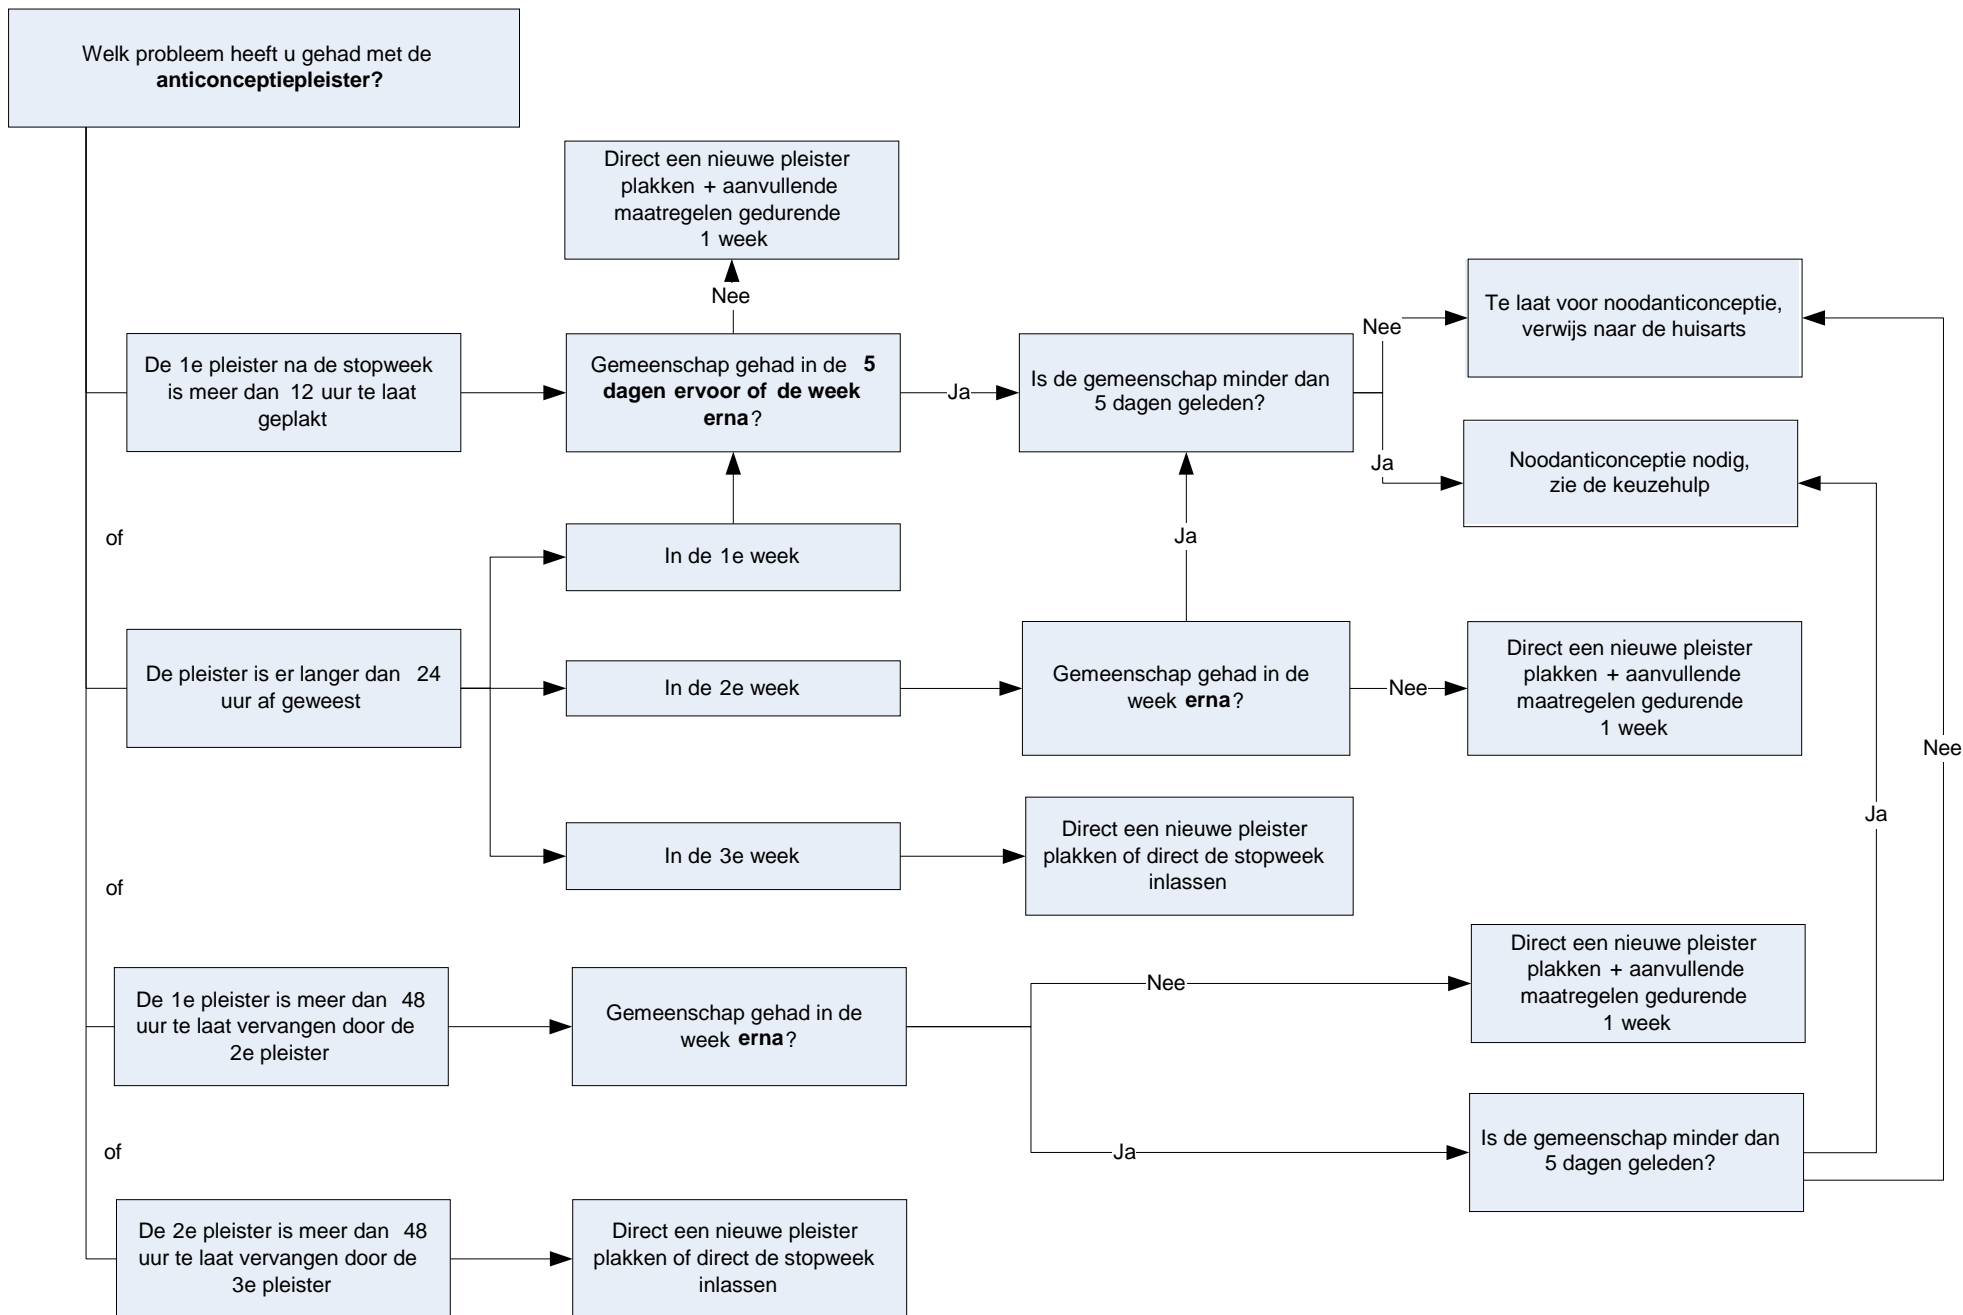 Welk probleem heeft u gehad met de
anticonceptiepleister?
Direct een nieuwe pleister
plakken + aanvullende
maatregelen gedurende
1 week
Nee
De 1e pleister na de stopweek
is meer dan 12 uur te laat
geplakt
Gemeenschap gehad in de 5
dagen ervoor of de week
erna?
Ja
Is de gemeenschap minder dan
5 dagen geleden?
Nee
Te laat voor noodanticonceptie,
verwijs naar de huisarts
Ja
Noodanticonceptie nodig,
zie de keuzehulp
of
In de 1e week
Ja
De pleister is er langer dan 24
uur af geweest
In de 2e week
Gemeenschap gehad in de
week erna?
Nee
Direct een nieuwe pleister
plakken + aanvullende
maatregelen gedurende
1 week
Nee
Ja
In de 3e week
Direct een nieuwe pleister
plakken of direct de stopweek
inlassen
of
De 1e pleister is meer dan 48
uur te laat vervangen door de
2e pleister
Gemeenschap gehad in de
week erna?
Nee
Direct een nieuwe pleister
plakken + aanvullende
maatregelen gedurende
1 week
Ja
Is de gemeenschap minder dan
5 dagen geleden?
of
De 2e pleister is meer dan 48
uur te laat vervangen door de
3e pleister
Direct een nieuwe pleister
plakken of direct de stopweek
inlassen